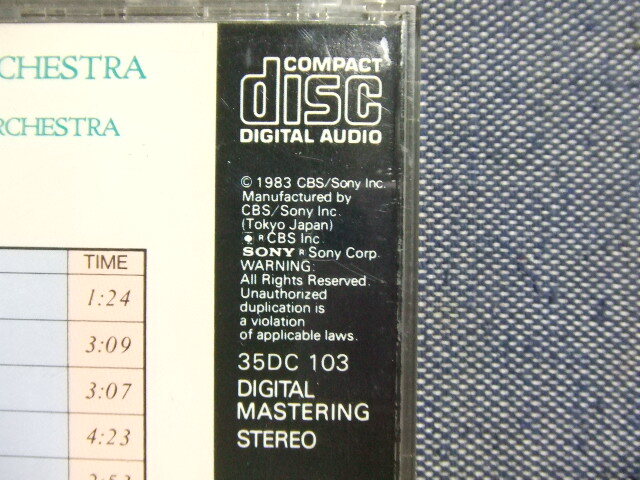 CHESTRA
RCHESTRA
TIME
1:24
3:09
3:07
4:23
COMPACT
disc
DIGITAL AUDIO
© 1983 CBS/Sony Inc.
Manufactured by
CBS/Sony Inc.
(Tokyo Japan)
® CBS Inc.
SONY ® Sony Corp.
WARNING:
All Rights Reserved.
Unauthorized
duplication is
a violation
of applicable laws.
35DC 103
DIGITAL
MASTERING
STEREO